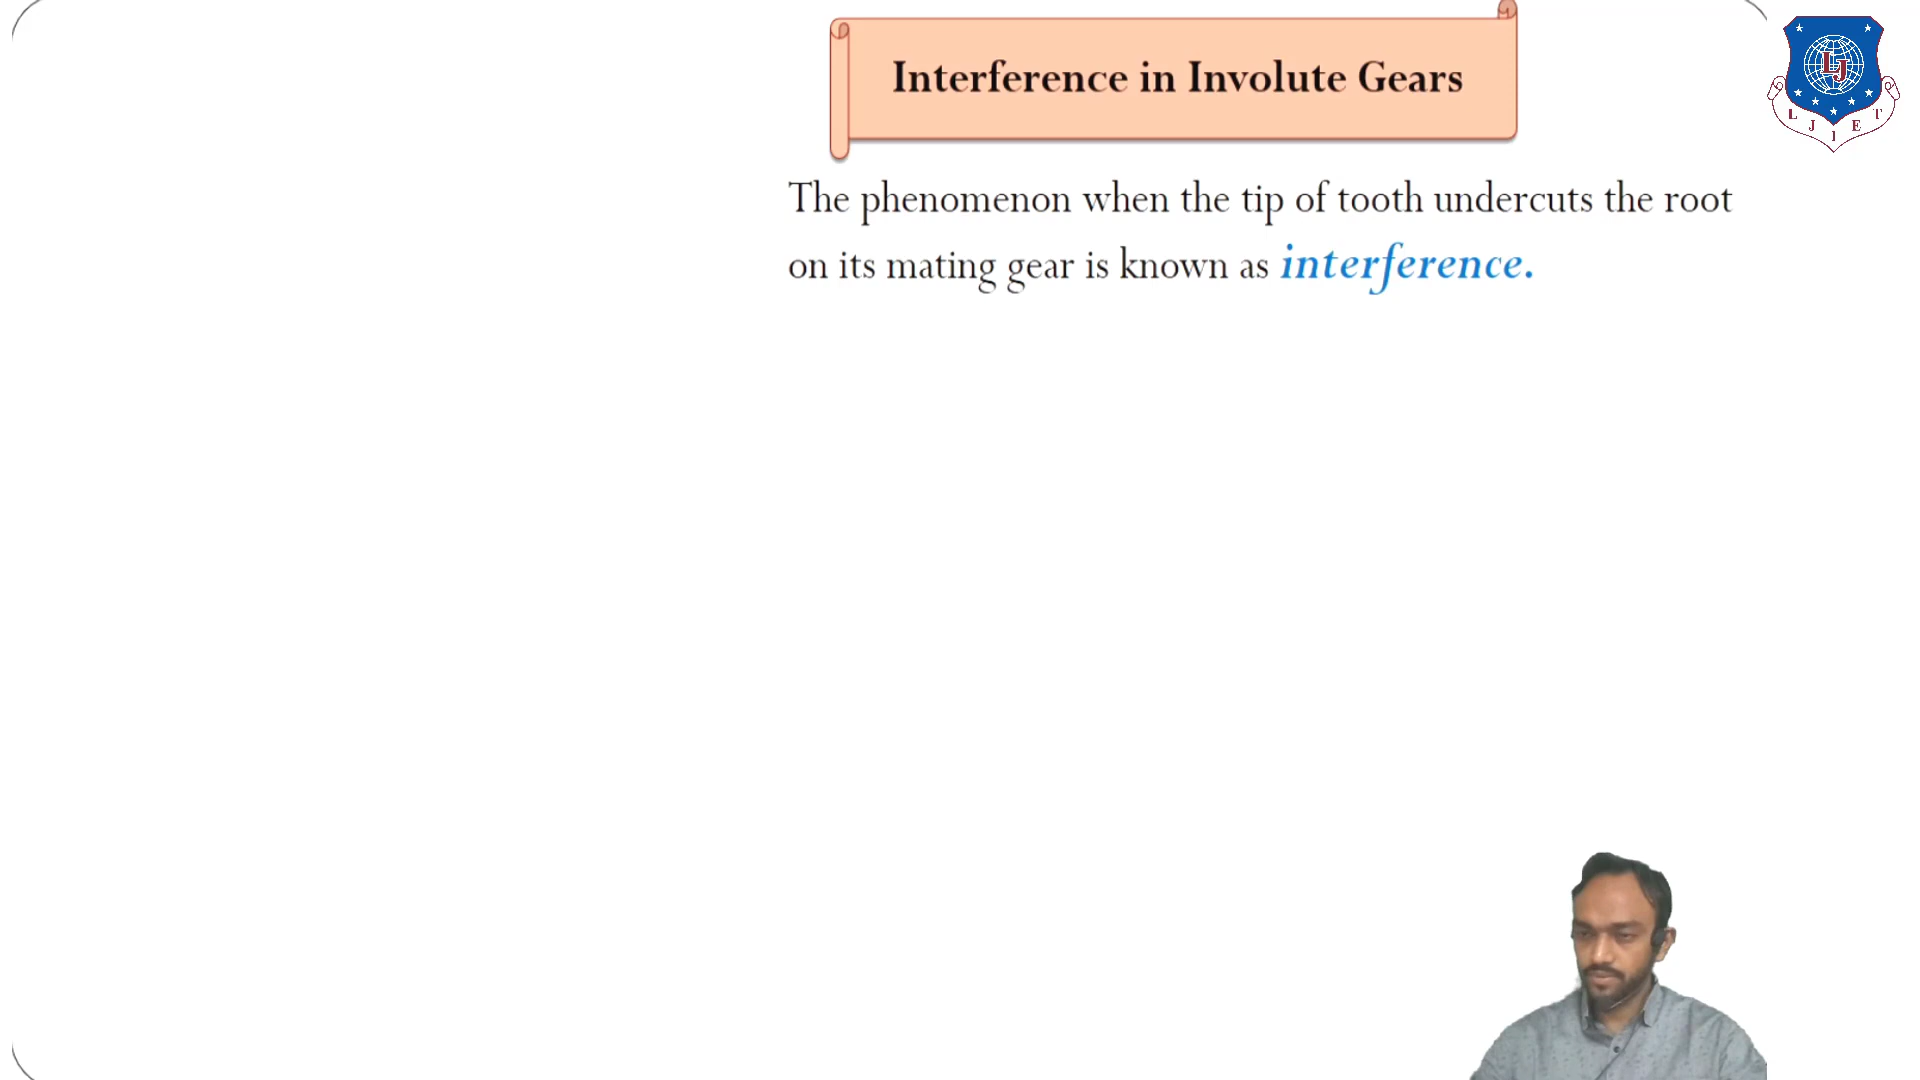 Interference in Involute Gears
The phenomenon when the tip of tooth undercuts the root
on its mating gear is known as interference.
LJ
L J I E T